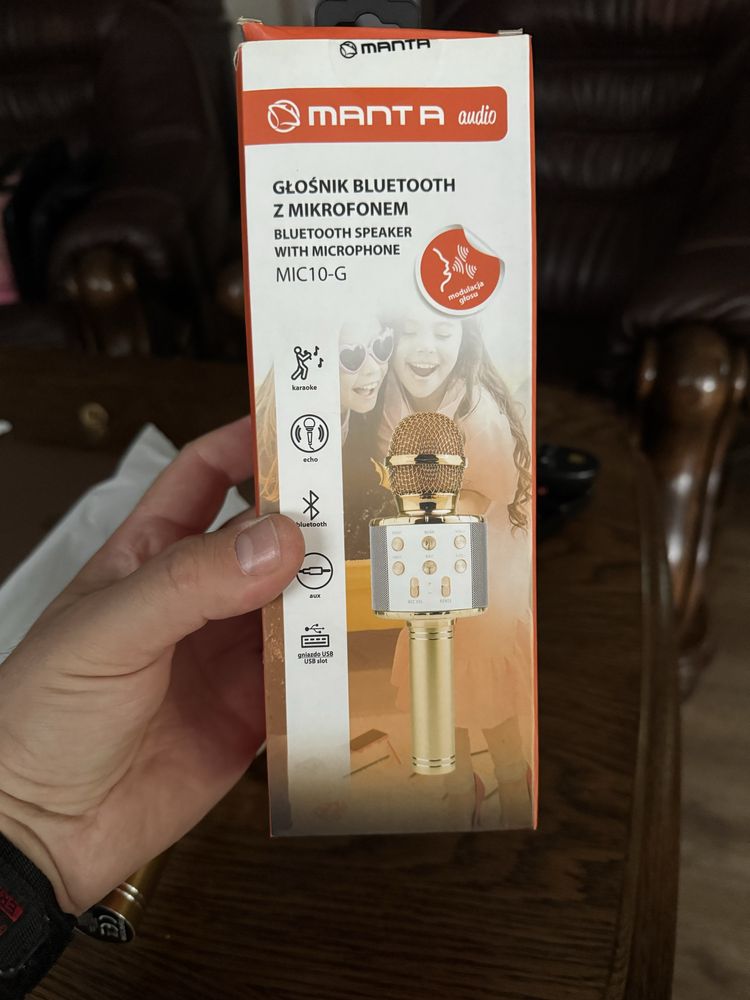 MANTA
MANTA audio
GŁOŚNIK BLUETOOTH
Z MIKROFONEM
BLUETOOTH SPEAKER
WITH MICROPHONE
MIC10-G
modulacja
głosu
karaoke
echo
bluetooth
aux
gniazdo USB
USB slot